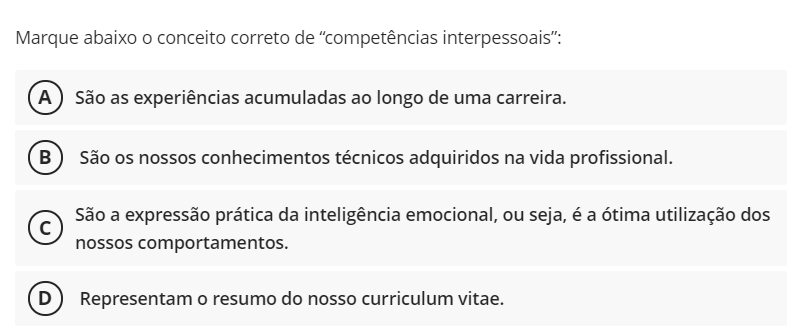 Marque abaixo o conceito correto de “competências interpessoais”:
A São as experiências acumuladas ao longo de uma carreira.
B São os nossos conhecimentos técnicos adquiridos na vida profissional.
C São a expressão prática da inteligência emocional, ou seja, é a ótima utilização dos
nossos comportamentos.
D Representam o resumo do nosso curriculum vitae.